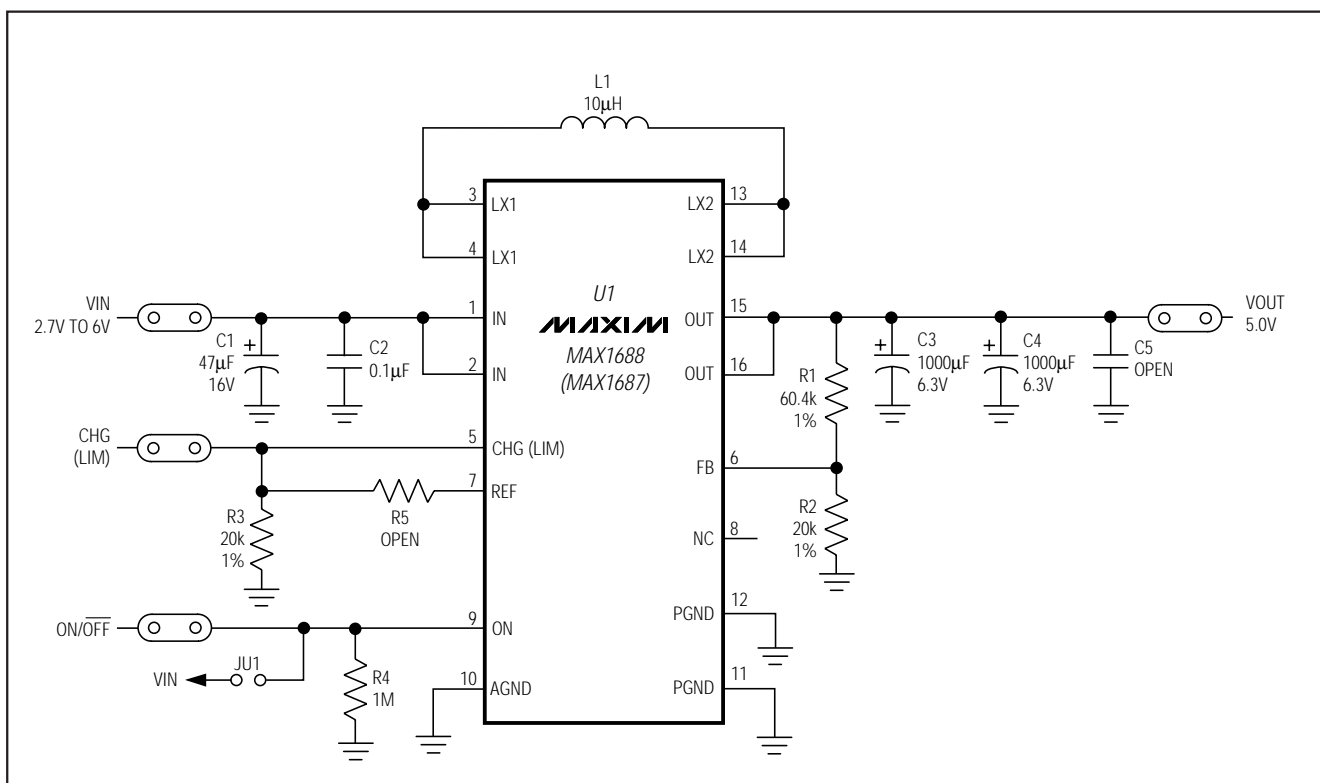 L1
10µH
3
LX1
LX2
13
4
LX1
LX2
14
VIN
2.7V TO 6V
1
IN
U1
MAXIM
MAX1688
(MAX1687)
OUT
15
VOUT
5.0V
+
C1
47µF
16V
C2
0.1µF
2
IN
OUT
16
R1
60.4k
1%
+
C3
1000µF
6.3V
+
C4
1000µF
6.3V
C5
OPEN
CHG
(LIM)
5
CHG (LIM)
FB
6
7
REF
R5
OPEN
R3
20k
1%
R2
20k
1%
NC
8
ON/OFF
9
ON
PGND
12
VIN
JU1
R4
1M
10
AGND
PGND
11